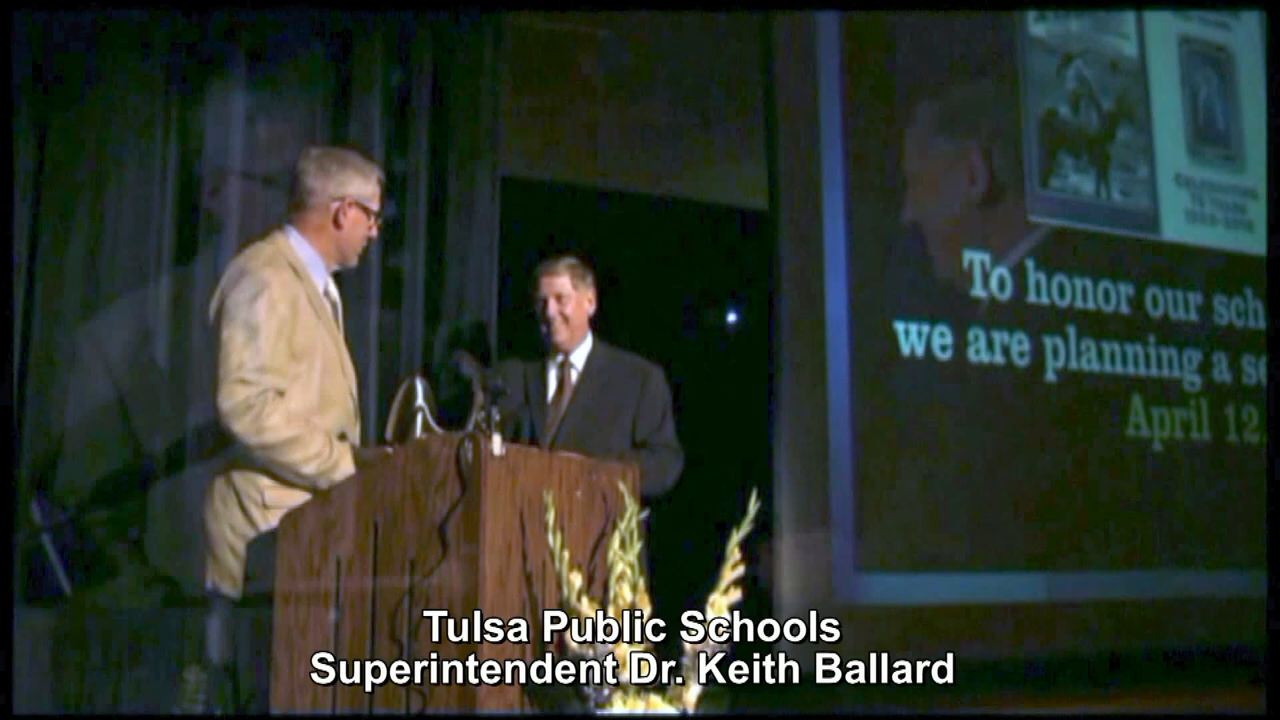 To honor our sch
we are planning a s
April 12,
Tulsa Public Schools
Superintendent Dr. Keith Ballard